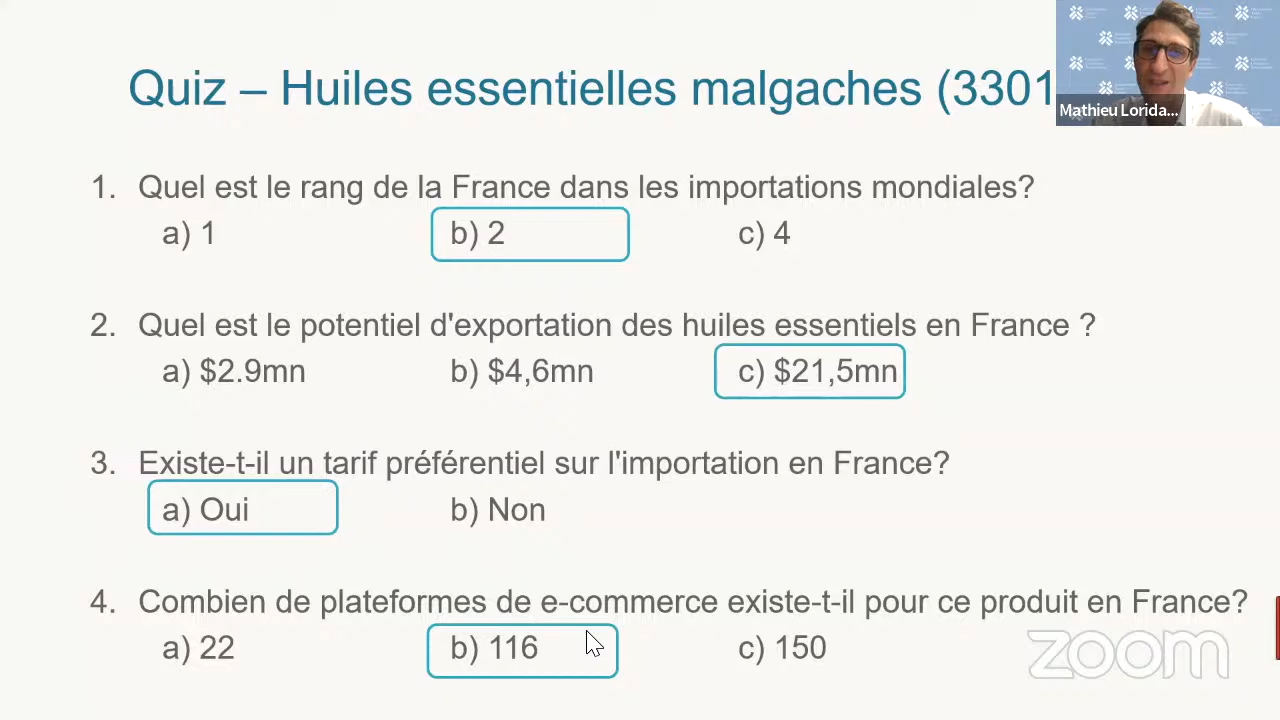 Quiz – Huiles essentielles malgaches (3301
Mathieu Lorida...
1. Quel est le rang de la France dans les importations mondiales?
a) 1 b) 2 c) 4
2. Quel est le potentiel d'exportation des huiles essentiels en France ?
a) $2.9mn b) $4,6mn c) $21,5mn
3. Existe-t-il un tarif préférentiel sur l'importation en France?
a) Oui b) Non
4. Combien de plateformes de e-commerce existe-t-il pour ce produit en France?
a) 22 b) 116 c) 150
zoom